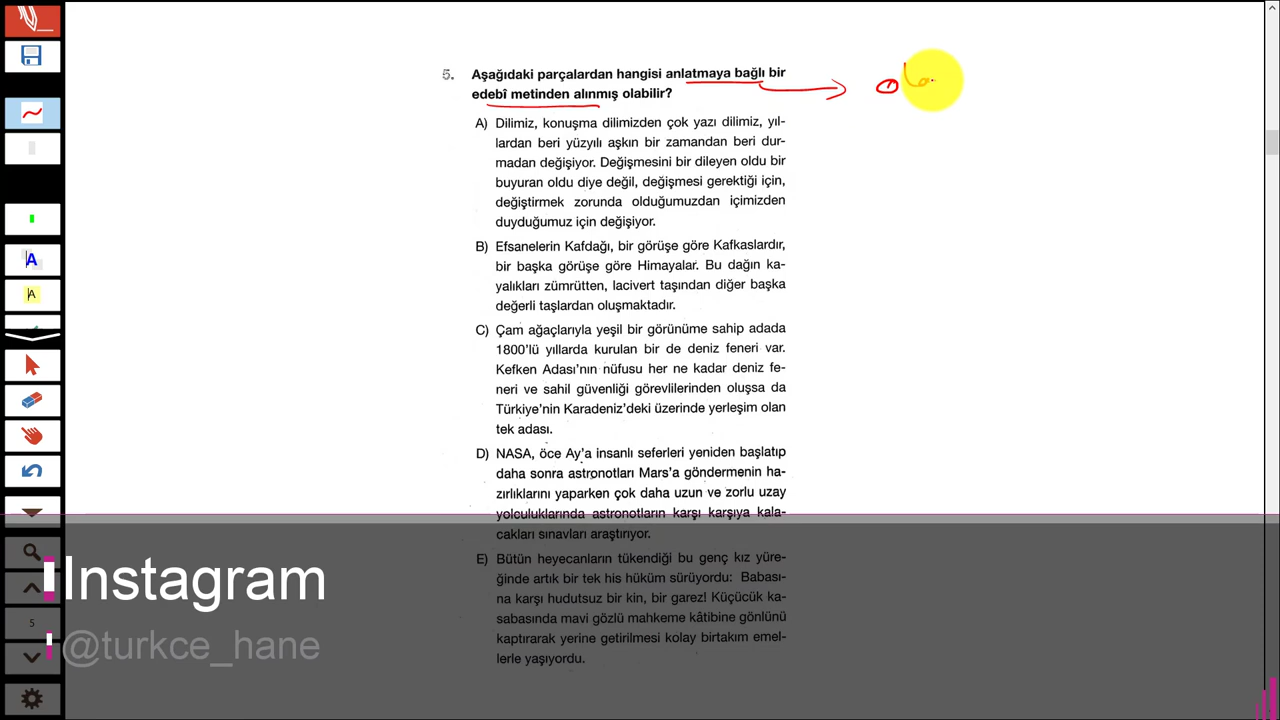 5. Aşağıdaki parçalardan hangisi anlatmaya bağlı bir
edebî metinden alınmış olabilir?
A) Dilimiz, konuşma dilimizden çok yazı dilimiz, yıl-
lardan beri yüzyılı aşkın bir zamandan beri dur-
madan değişiyor. Değişmesini bir dileyen oldu bir
buyuran oldu diye değil, değişmesi gerektiği için,
değiştirmek zorunda olduğumuzdan içimizden
duyduğumuz için değişiyor.
B) Efsanelerin Kafdağı, bir görüşe göre Kafkaslardır,
bir başka görüşe göre Himayalar. Bu dağın ka-
yalıkları zümrütten, lacivert taşından diğer başka
değerli taşlardan oluşmaktadır.
C) Çam ağaçlarıyla yeşil bir görünüme sahip adada
1800'lü yıllarda kurulan bir de deniz feneri var.
Kefken Adası'nın nüfusu her ne kadar deniz fe-
neri ve sahil güvenliği görevlilerinden oluşsa da
Türkiye'nin Karadeniz'deki üzerinde yerleşim olan
tek adası.
D) NASA, öce Ay'a insanlı seferleri yeniden başlatıp
daha sonra astronotları Mars'a göndermenin ha-
zırlıklarını yaparken çok daha uzun ve zorlu uzay
yolculuklarında astronotların karşı karşıya kala-
cakları sınavları araştırıyor.
E) Bütün heyecanların tükendiği bu genç kız yüre-
ğinde artık bir tek his hüküm sürüyordu: Babası-
na karşı hudutsuz bir kin, bir garez! Küçücük ka-
sabasında mavi gözlü mahkeme kâtibine gönlünü
kaptırarak yerine getirilmesi kolay birtakım emel-
lerle yaşıyordu.
A
A
5
Instagram
@turkce_hane